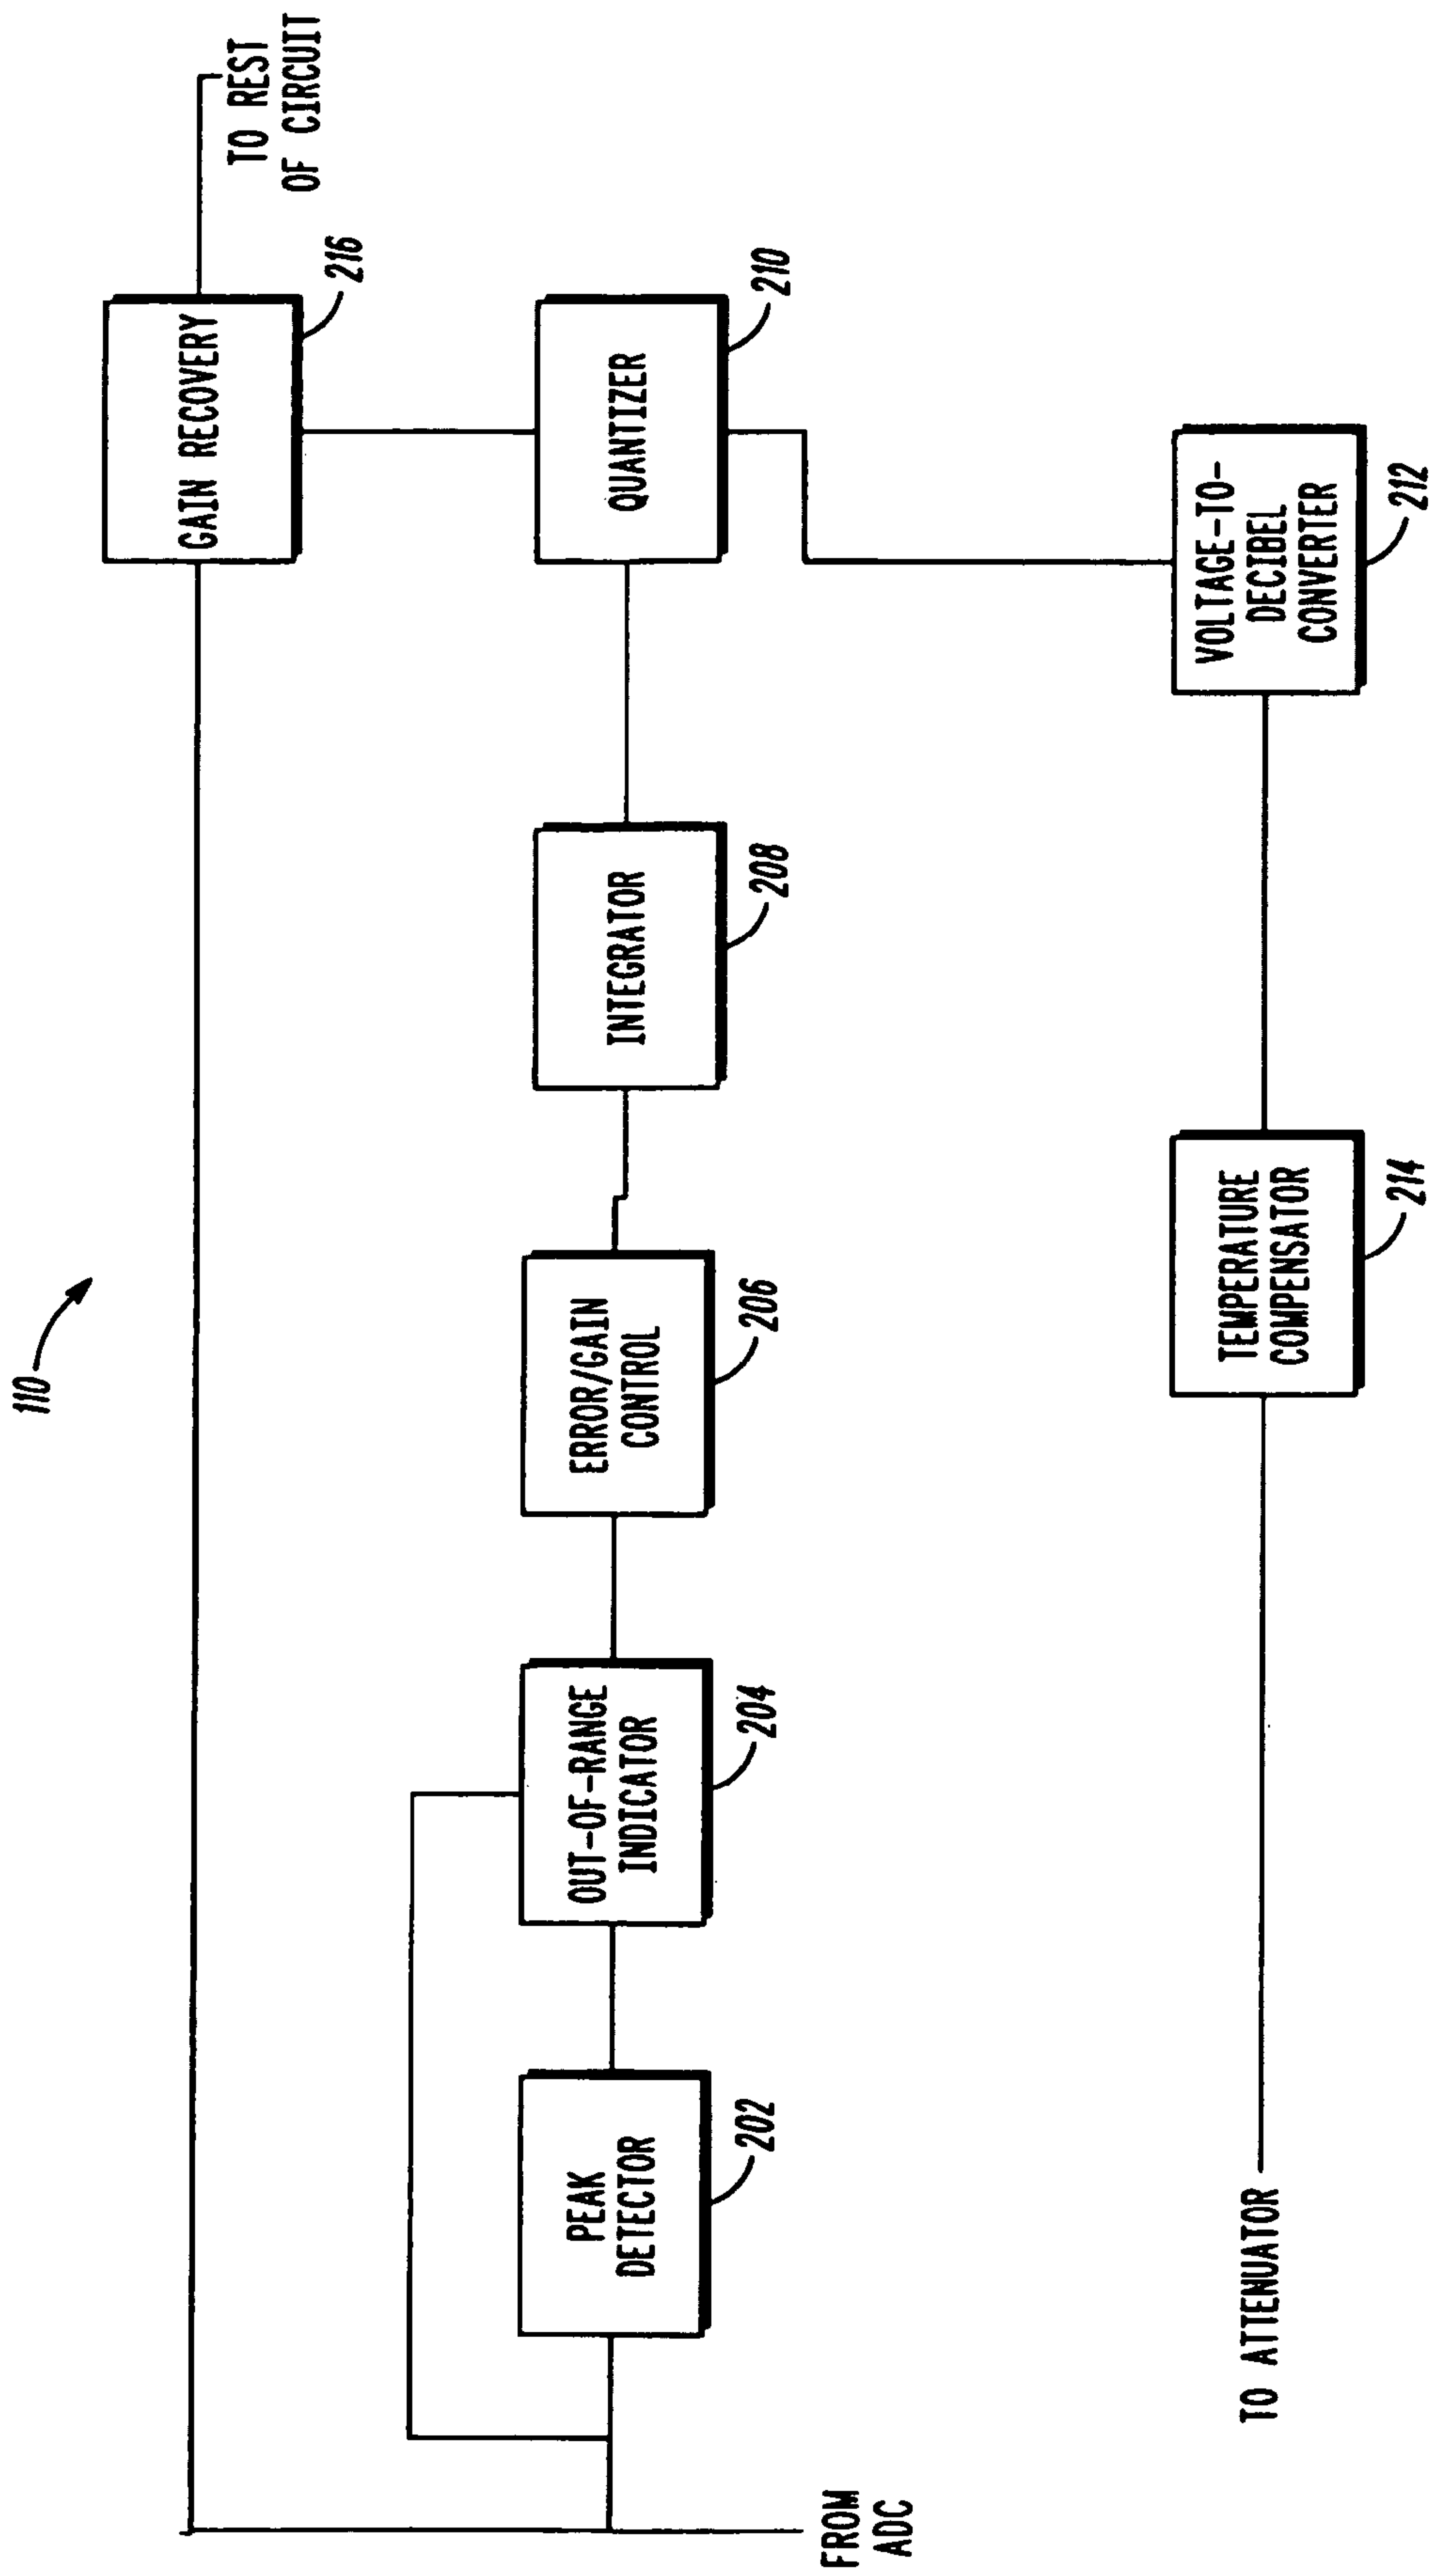 110
TO REST
OF CIRCUIT
GAIN RECOVERY
216
PEAK
DETECTOR
202
OUT-OF-RANGE
INDICATOR
204
ERROR/GAIN
CONTROL
206
INTEGRATOR
208
QUANTIZER
210
FROM
ADC
TO ATTENUATOR
TEMPERATURE
COMPENSATOR
214
VOLTAGE-TO-
DECIBEL
CONVERTER
212